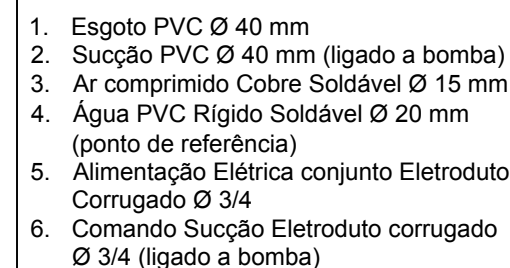 1. Esgoto PVC Ø 40 mm
2. Sucção PVC Ø 40 mm (ligado a bomba)
3. Ar comprimido Cobre Soldável Ø 15 mm
4. Água PVC Rígido Soldável Ø 20 mm
(ponto de referência)
5. Alimentação Elétrica conjunto Eletroduto
Corrugado Ø 3/4
6. Comando Sucção Eletroduto corrugado
Ø 3/4 (ligado a bomba)